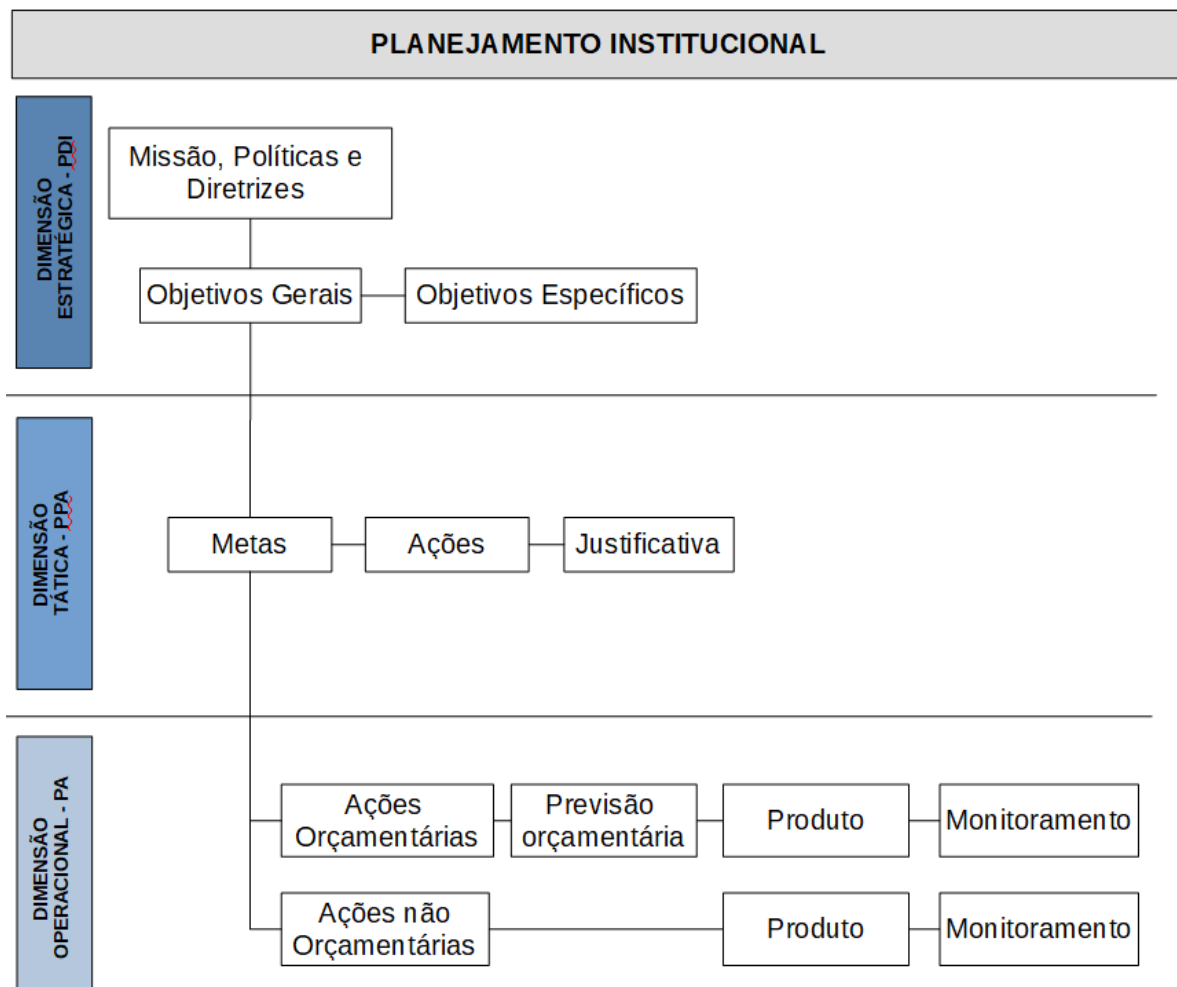 PLANEJAMENTO INSTITUCIONAL
DIMENSÃO
ESTRATÉGICA - PDI
Missão, Políticas e
Diretrizes
Objetivos Gerais
Objetivos Específicos
DIMENSÃO
TÁTICA - PPA
Metas
Ações
Justificativa
DIMENSÃO
OPERACIONAL - PA
Ações
Orçamentárias
Previsão
orçamentária
Produto
Monitoramento
Ações não
Orçamentárias
Produto
Monitoramento